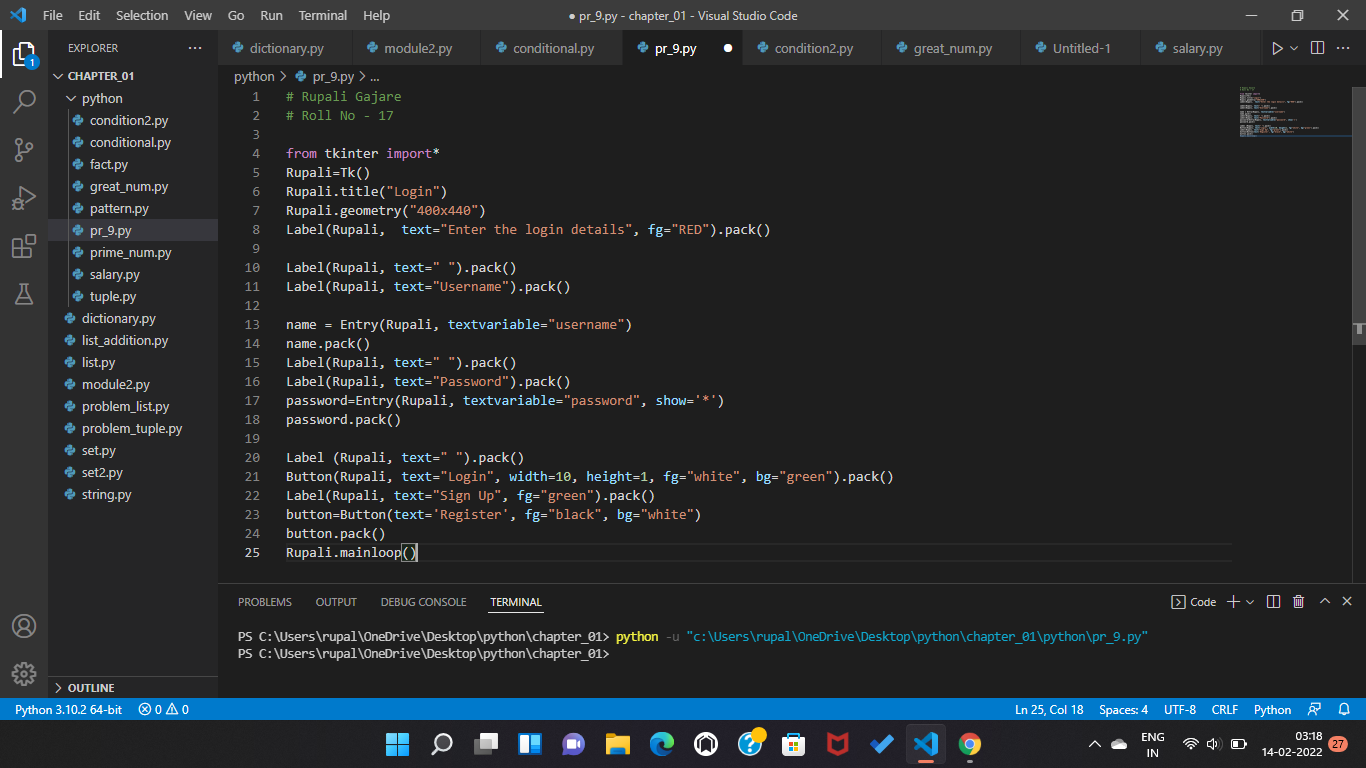 File Edit Selection View Go Run Terminal Help
● pr_9.py - chapter_01 - Visual Studio Code
EXPLORER
dictionary.py module2.py conditional.py pr_9.py condition2.py great_num.py Untitled-1 salary.py
1
CHAPTER_01
python
condition2.py
conditional.py
fact.py
great_num.py
pattern.py
pr_9.py
prime_num.py
salary.py
tuple.py
dictionary.py
list_addition.py
list.py
module2.py
problem_list.py
problem_tuple.py
set.py
set2.py
string.py
OUTLINE
python > pr_9.py > ...
1 # Rupali Gajare
2 # Roll No - 17
3
4 from tkinter import*
5 Rupali=Tk()
6 Rupali.title("Login")
7 Rupali.geometry("400x440")
8 Label(Rupali,  text="Enter the login details", fg="RED").pack()
9
10 Label(Rupali, text=" ").pack()
11 Label(Rupali, text="Username").pack()
12
13 name = Entry(Rupali, textvariable="username")
14 name.pack()
15 Label(Rupali, text=" ").pack()
16 Label(Rupali, text="Password").pack()
17 password=Entry(Rupali, textvariable="password", show='*')
18 password.pack()
19
20 Label (Rupali, text=" ").pack()
21 Button(Rupali, text="Login", width=10, height=1, fg="white", bg="green").pack()
22 Label(Rupali, text="Sign Up", fg="green").pack()
23 button=Button(text='Register', fg="black", bg="white")
24 button.pack()
25 Rupali.mainloop()
PROBLEMS OUTPUT DEBUG CONSOLE TERMINAL
Code
PS C:\Users\rupal\OneDrive\Desktop\python\chapter_01> python -u "c:\Users\rupal\OneDrive\Desktop\python\chapter_01\python\pr_9.py"
PS C:\Users\rupal\OneDrive\Desktop\python\chapter_01>
Python 3.10.2 64-bit 0 0
Ln 25, Col 18 Spaces: 4 UTF-8 CRLF Python
ENG
IN
03:18
14-02-2022
27